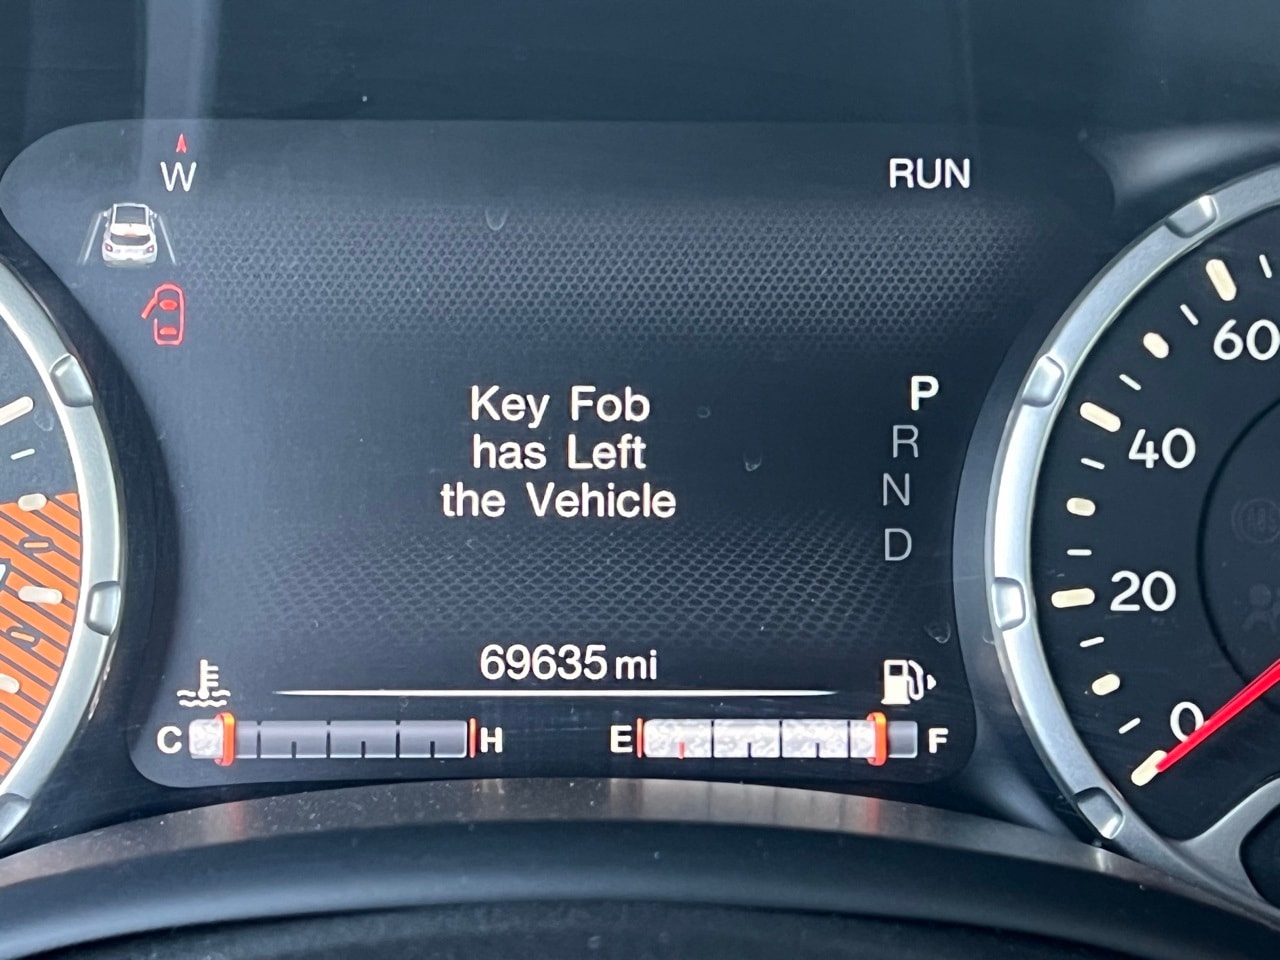 W
RUN
Key Fob
has Left
the Vehicle
P
R
N
D
60
40
20
0
69635 mi
C
H
E
F